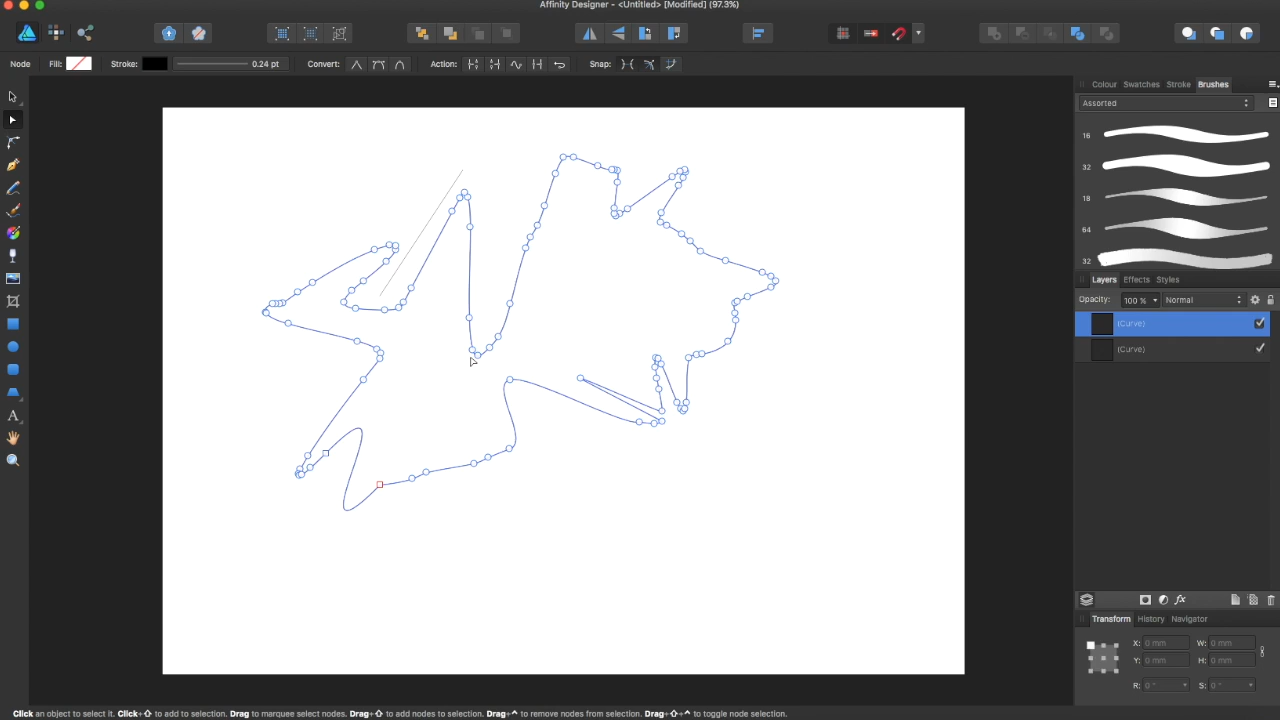 Affinity Designer - <Untitled> [Modified] (97.3%)
Node Fill: Stroke: 0.24 pt Convert: Action: Snap:
Colour Swatches Stroke Brushes
Assorted
16
32
18
64
32
Layers Effects Styles
Opacity: 100 % Normal
(Curve)
(Curve)
fx
Transform History Navigator
X: 0 mm W: 0 mm
Y: 0 mm H: 0 mm
R: 0 ° S: 0 °
A
Click an object to select it. Click+⇧ to add to selection. Drag to marquee select nodes. Drag+⇧ to add nodes to selection. Drag+^ to remove nodes from selection. Drag+⇧+^ to toggle node selection.